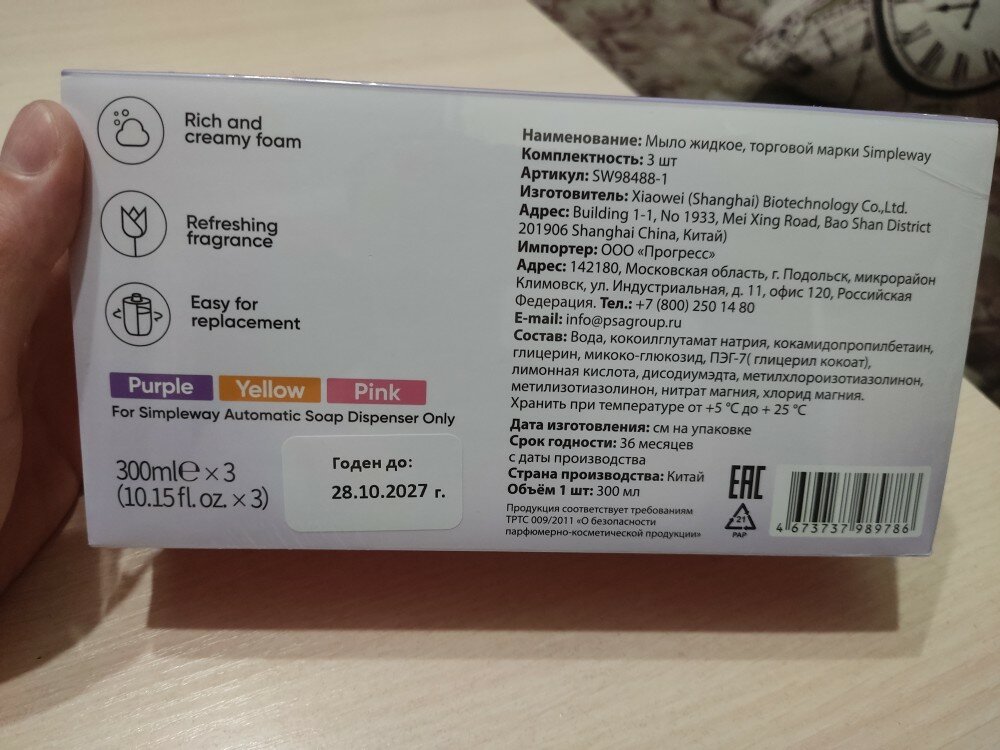 Rich and
creamy foam
Refreshing
fragrance
Easy for
replacement
Purple Yellow Pink
For Simpleway Automatic Soap Dispenser Only
300ml℮ × 3
(10.15 fl. oz. × 3)
Годен до:
28.10.2027 г.
Наименование: Мыло жидкое, торговой марки Simpleway
Комплектность: 3 шт
Артикул: SW98488-1
Изготовитель: Xiaowei (Shanghai) Biotechnology Co.,Ltd.
Адрес: Building 1-1, No 1933, Mei Xing Road, Bao Shan District
201906 Shanghai China, Китай)
Импортер: ООО «Прогресс»
Адрес: 142180, Московская область, г. Подольск, микрорайон
Климовск, ул. Индустриальная, д. 11, офис 120, Российская
Федерация. Тел.: +7 (800) 250 14 80
E-mail: info@psagroup.ru
Состав: Вода, кокоилглутамат натрия, кокамидопропилбетаин,
глицерин, микоко-глюкозид, ПЭГ-7( глицерил кокоат),
лимонная кислота, дисодиумэдта, метилхлороизотиазолинон,
метилизотиазолинон, нитрат магния, хлорид магния.
Хранить при температуре от +5 °C до + 25 °C
Дата изготовления: см на упаковке
Срок годности: 36 месяцев
с даты производства
Страна производства: Китай
Объём 1 шт: 300 мл
Продукция соответствует требованиям
ТРТС 009/2011 «О безопасности
парфюмерно-косметической продукции»
EAC
21
PAP
4 673737 989786